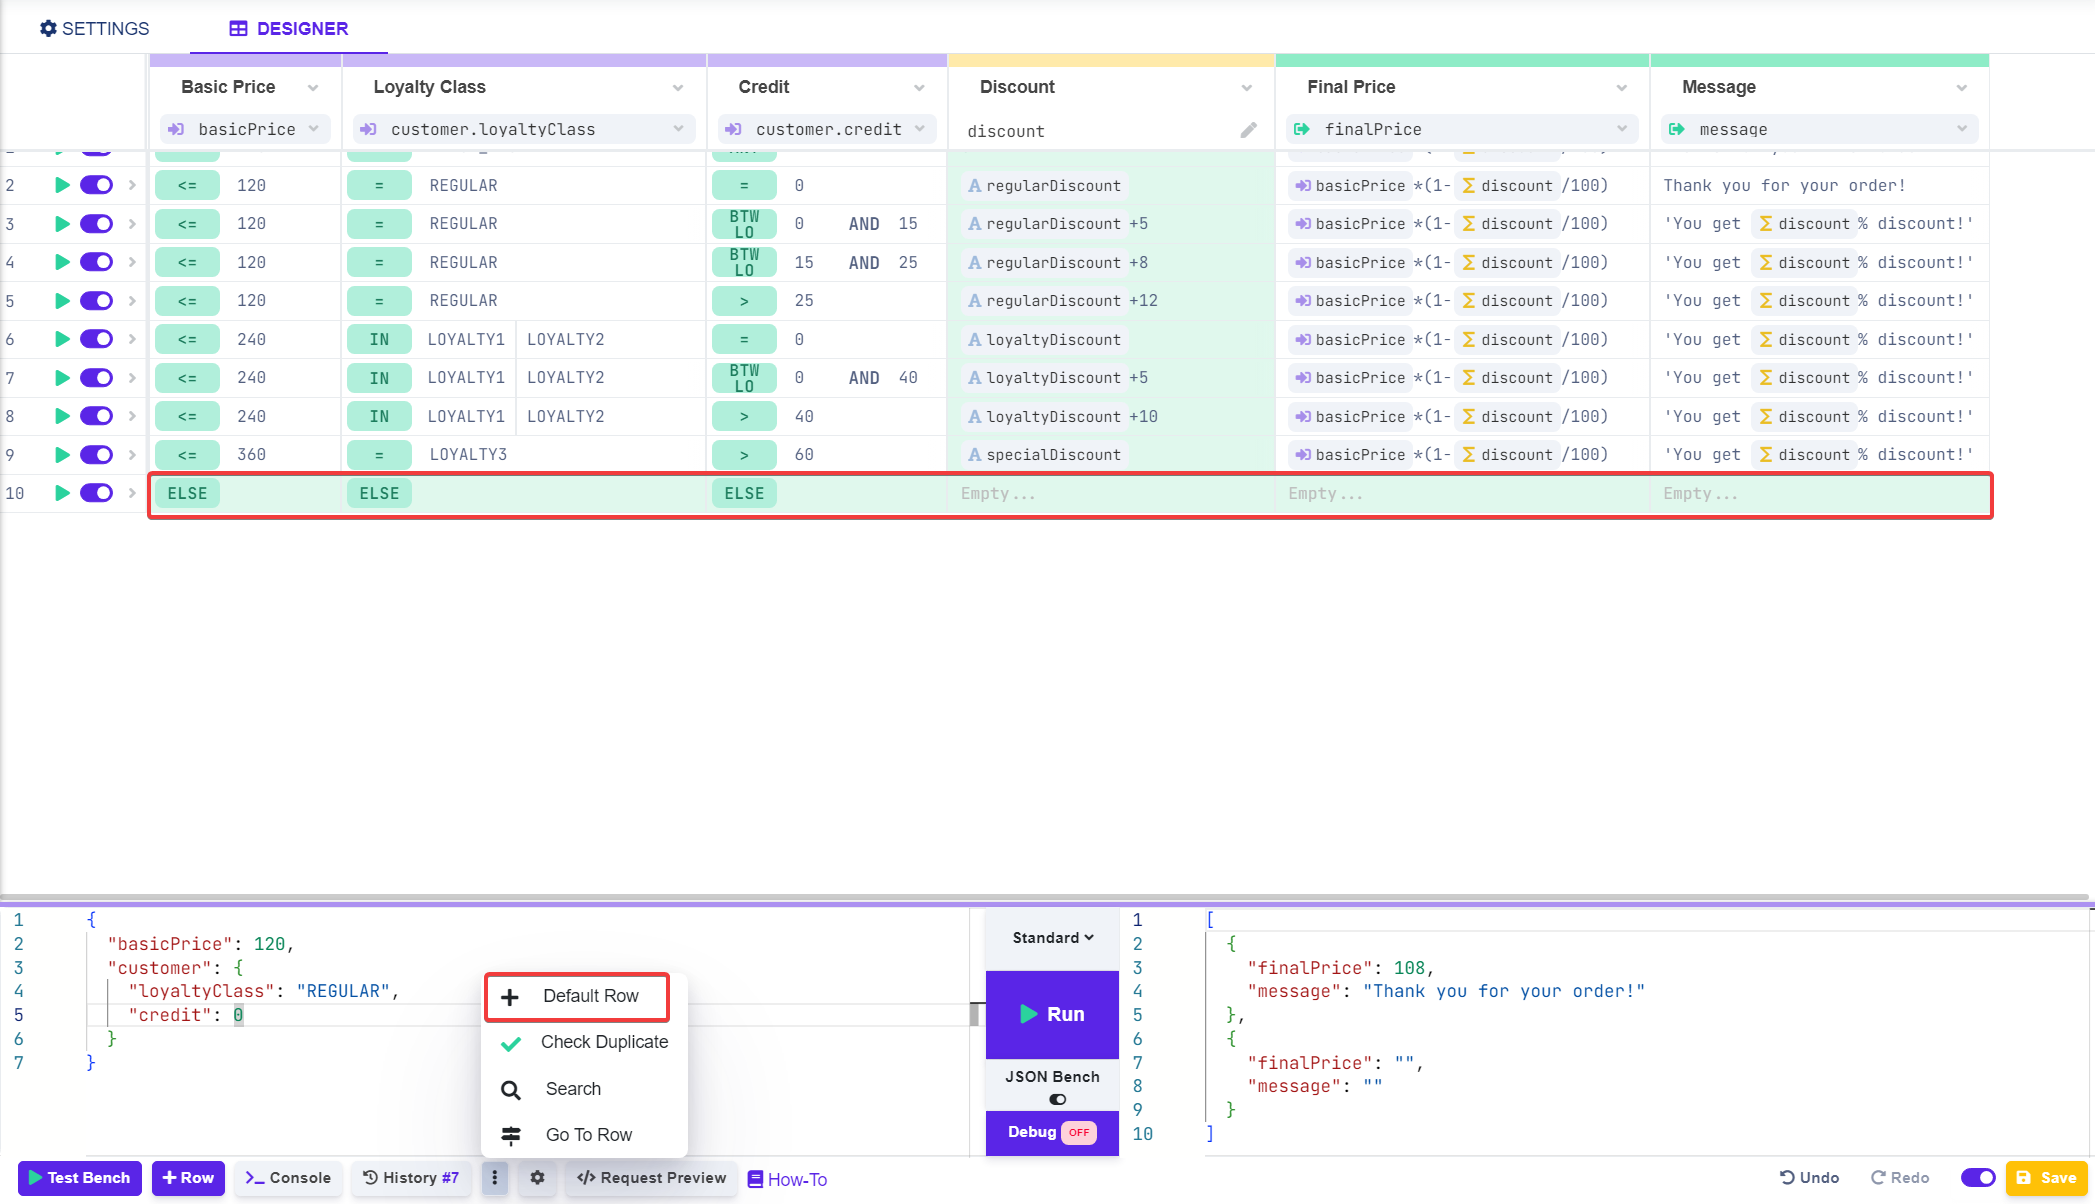 SETTINGS
DESIGNER
Basic Price Loyalty Class Credit Discount Final Price Message
basicPrice customer.loyaltyClass customer.credit discount finalPrice message
2 <= 120 = REGULAR = 0 A regularDiscount basicPrice *(1- Σ discount /100) Thank you for your order!
3 <= 120 = REGULAR BTW LO 0 AND 15 A regularDiscount +5 basicPrice *(1- Σ discount /100) 'You get Σ discount % discount!'
4 <= 120 = REGULAR BTW LO 15 AND 25 A regularDiscount +8 basicPrice *(1- Σ discount /100) 'You get Σ discount % discount!'
5 <= 120 = REGULAR > 25 A regularDiscount +12 basicPrice *(1- Σ discount /100) 'You get Σ discount % discount!'
6 <= 240 IN LOYALTY1 LOYALTY2 = 0 A loyaltyDiscount basicPrice *(1- Σ discount /100) 'You get Σ discount % discount!'
7 <= 240 IN LOYALTY1 LOYALTY2 BTW LO 0 AND 40 A loyaltyDiscount +5 basicPrice *(1- Σ discount /100) 'You get Σ discount % discount!'
8 <= 240 IN LOYALTY1 LOYALTY2 > 40 A loyaltyDiscount +10 basicPrice *(1- Σ discount /100) 'You get Σ discount % discount!'
9 <= 360 = LOYALTY3 > 60 A specialDiscount basicPrice *(1- Σ discount /100) 'You get Σ discount % discount!'
10 ELSE ELSE ELSE Empty... Empty... Empty...
1 {
2 "basicPrice": 120,
3 "customer": {
4 "loyaltyClass": "REGULAR",
5 "credit": 0
6 }
7 }
Default Row
Check Duplicate
Search
Go To Row
Standard
Run
JSON Bench
Debug OFF
1 [
2 {
3 "finalPrice": 108,
4 "message": "Thank you for your order!"
5 },
6 {
7 "finalPrice": "",
8 "message": ""
9 }
10 ]
Test Bench +Row >_ Console History #7 </> Request Preview How-To Undo Redo Save